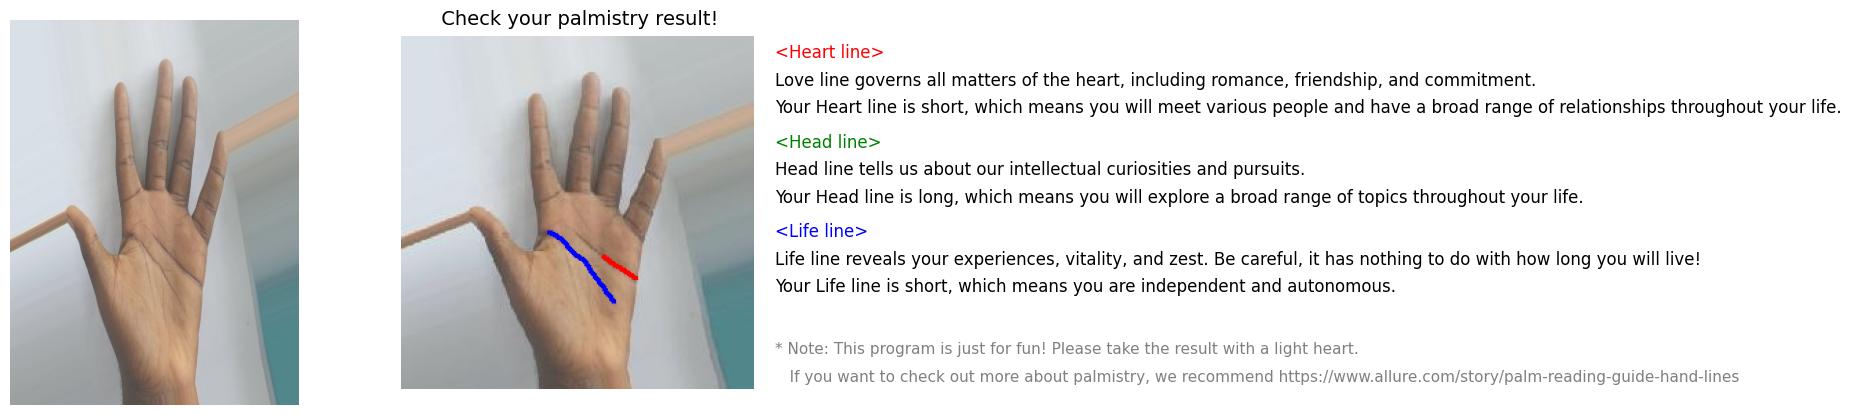 Check your palmistry result!
<Heart line>
Love line governs all matters of the heart, including romance, friendship, and commitment.
Your Heart line is short, which means you will meet various people and have a broad range of relationships throughout your life.
<Head line>
Head line tells us about our intellectual curiosities and pursuits.
Your Head line is long, which means you will explore a broad range of topics throughout your life.
<Life line>
Life line reveals your experiences, vitality, and zest. Be careful, it has nothing to do with how long you will live!
Your Life line is short, which means you are independent and autonomous.
* Note: This program is just for fun! Please take the result with a light heart.
If you want to check out more about palmistry, we recommend https://www.allure.com/story/palm-reading-guide-hand-lines